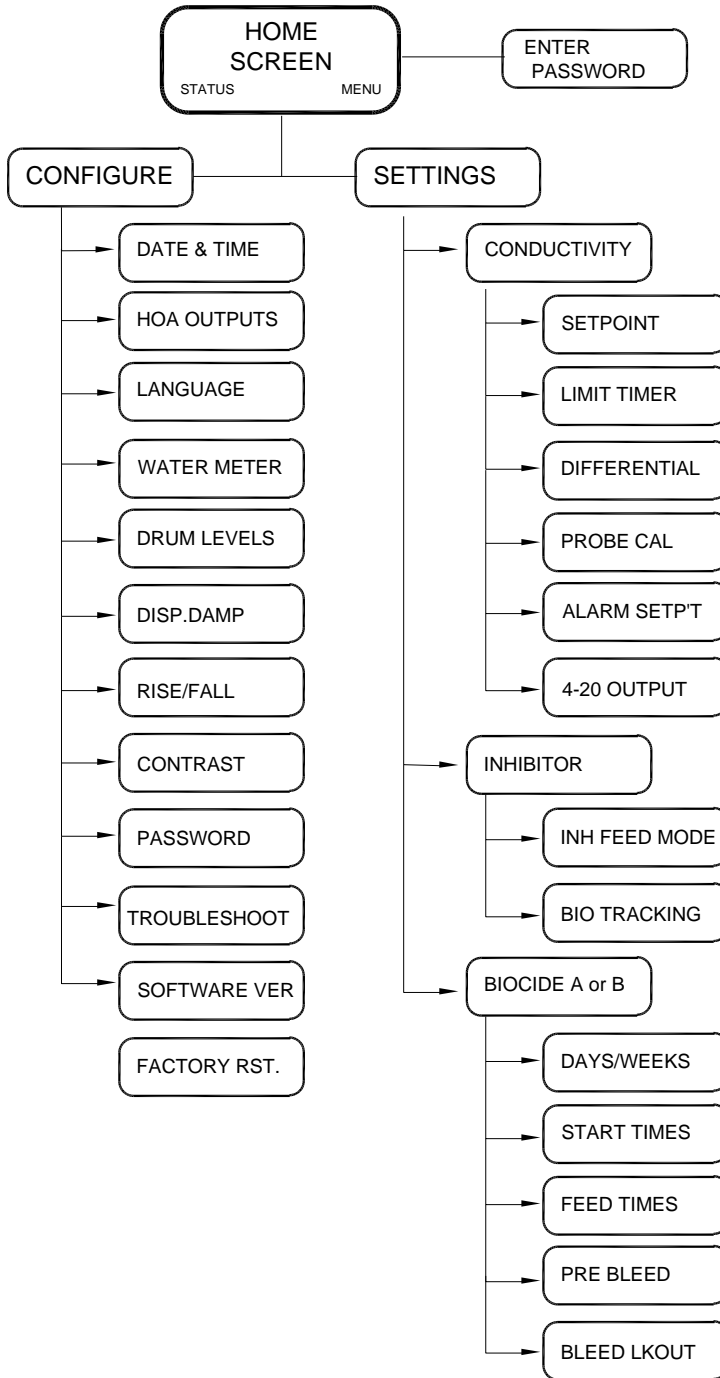 HOME
SCREEN
STATUS
MENU
ENTER
PASSWORD
CONFIGURE
DATE & TIME
HOA OUTPUTS
LANGUAGE
WATER METER
DRUM LEVELS
DISP.DAMP
RISE/FALL
CONTRAST
PASSWORD
TROUBLESHOOT
SOFTWARE VER
FACTORY RST.
SETTINGS
CONDUCTIVITY
SETPOINT
LIMIT TIMER
DIFFERENTIAL
PROBE CAL
ALARM SETP'T
4-20 OUTPUT
INHIBITOR
INH FEED MODE
BIO TRACKING
BIOCIDE A or B
DAYS/WEEKS
START TIMES
FEED TIMES
PRE BLEED
BLEED LKOUT